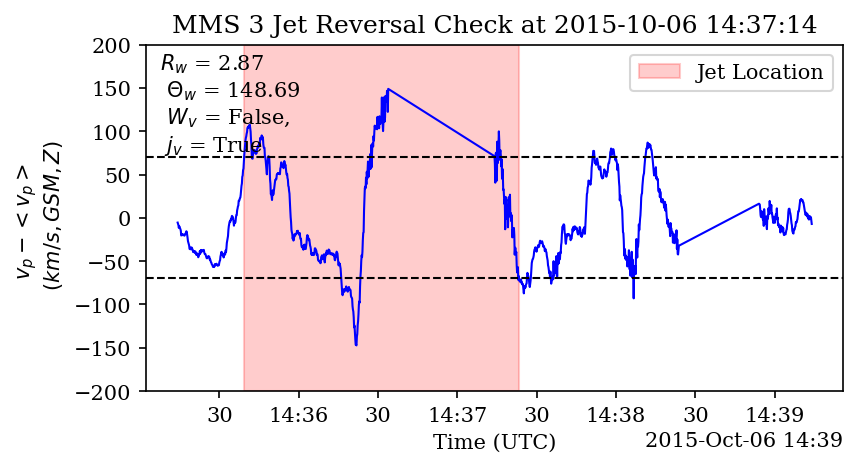 MMS 3 Jet Reversal Check at 2015-10-06 14:37:14
R_w = 2.87
Θ_w = 148.69
W_v = False,
j_v = True
Jet Location
v_p − < v_p >
(km/s, GSM, Z)
200
150
100
50
0
−50
−100
−150
−200
30
14:36
30
14:37
30
14:38
30
14:39
Time (UTC)
2015-Oct-06 14:39